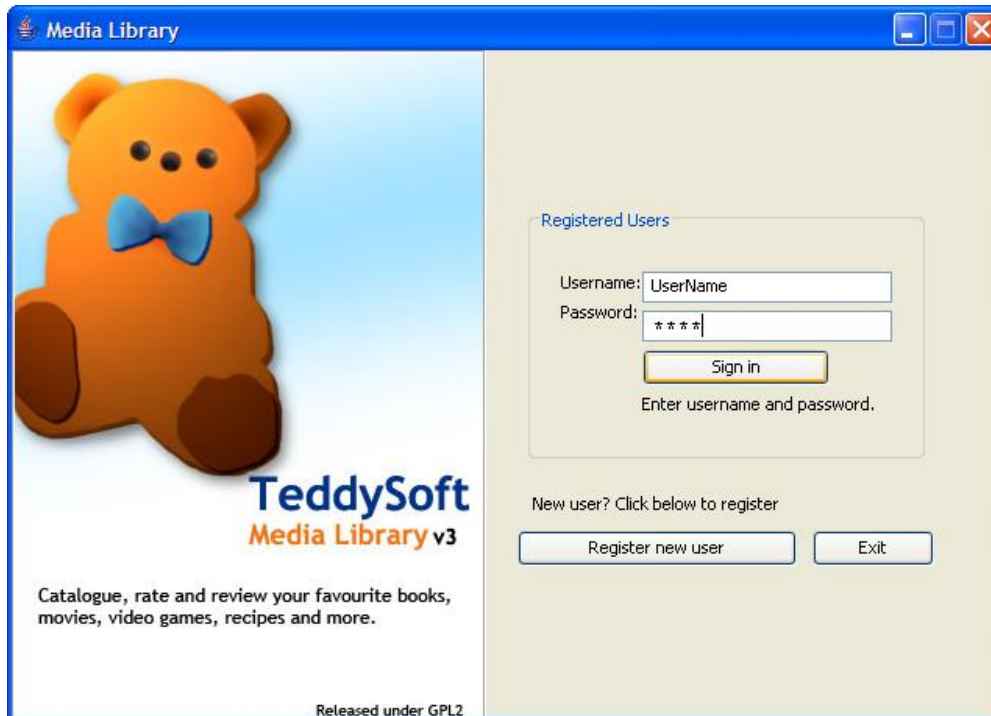 Media Library
TeddySoft
Media Library v3
Catalogue, rate and review your favourite books,
movies, video games, recipes and more.
Released under GPL2
Registered Users
Username: UserName
Password: ****
Sign in
Enter username and password.
New user? Click below to register
Register new user Exit